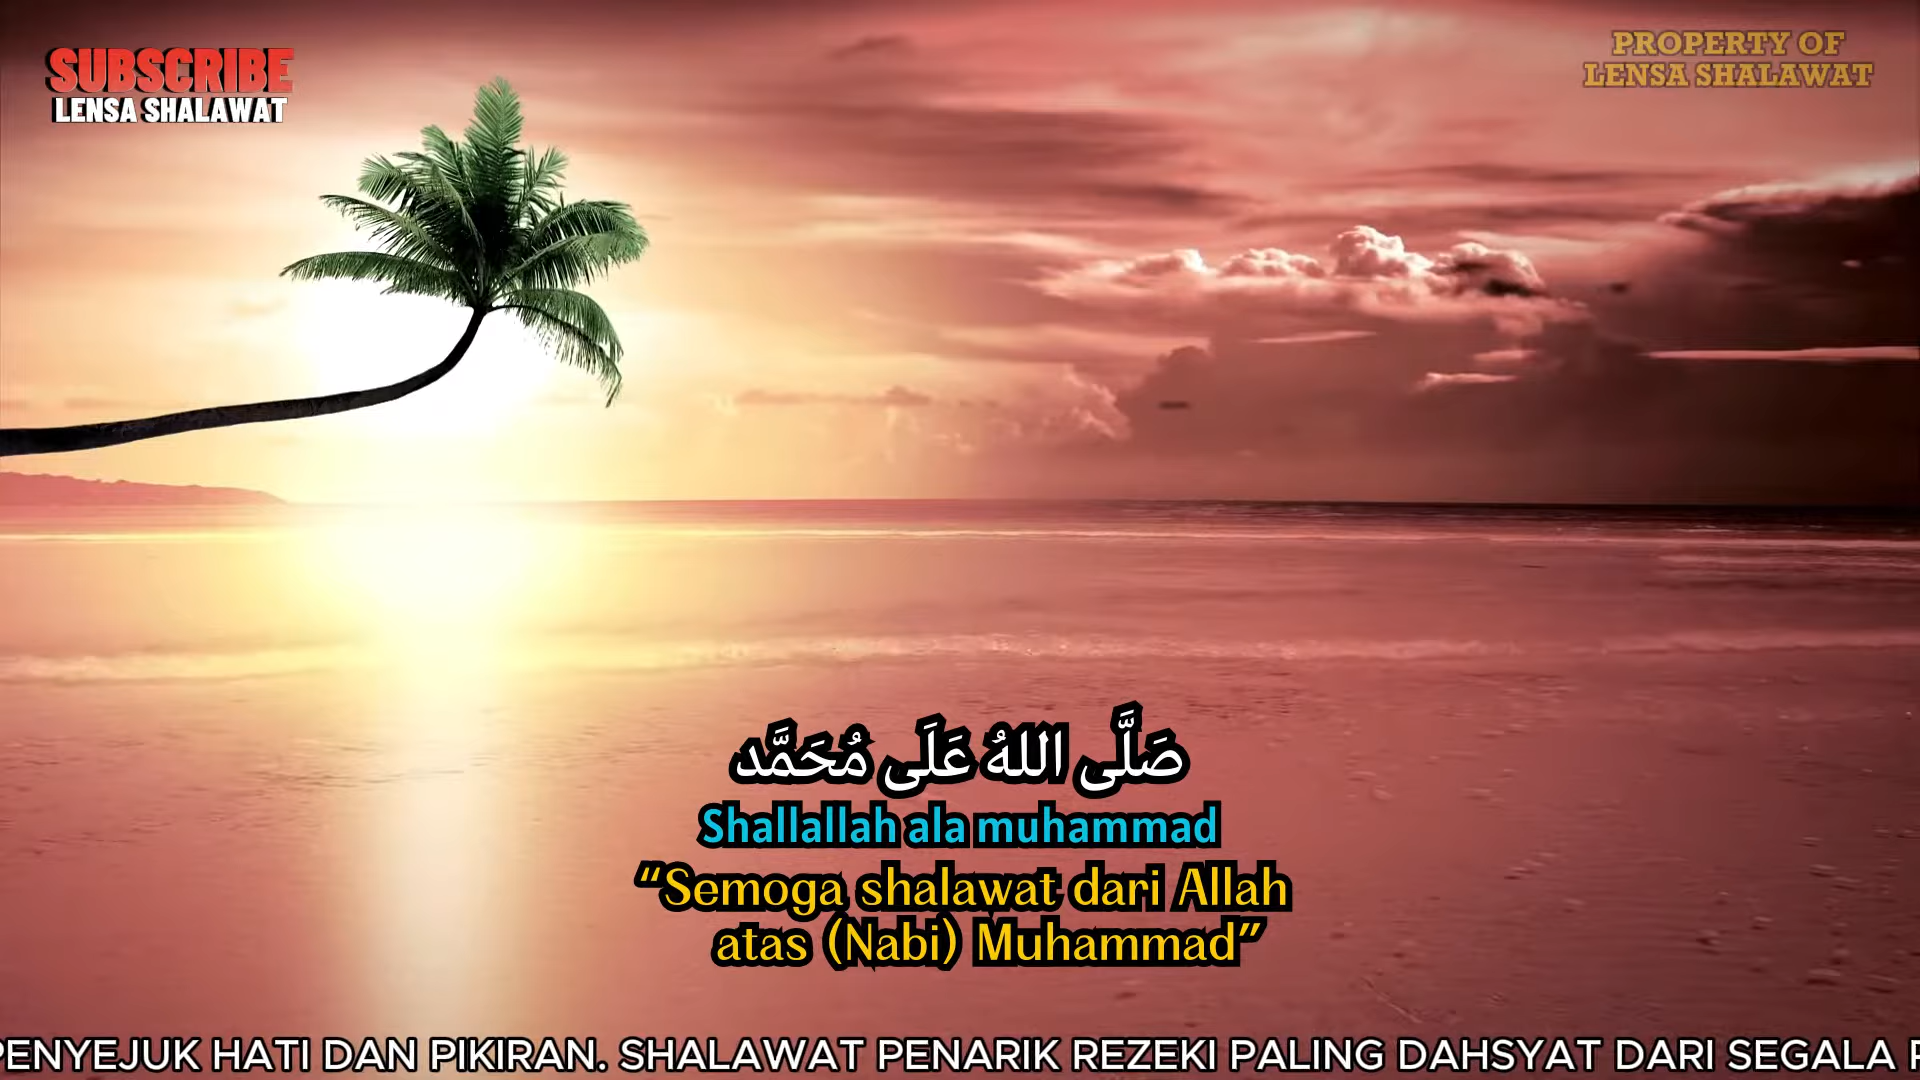 SUBSCRIBE
LENSA SHALAWAT
PROPERTY OF
LENSA SHALAWAT
صَلَّى اللهُ عَلَى مُحَمَّد
Shallallah ala muhammad
“Semoga shalawat dari Allah
atas (Nabi) Muhammad”
PENYEJUK HATI DAN PIKIRAN. SHALAWAT PENARIK REZEKI PALING DAHSYAT DARI SEGALA